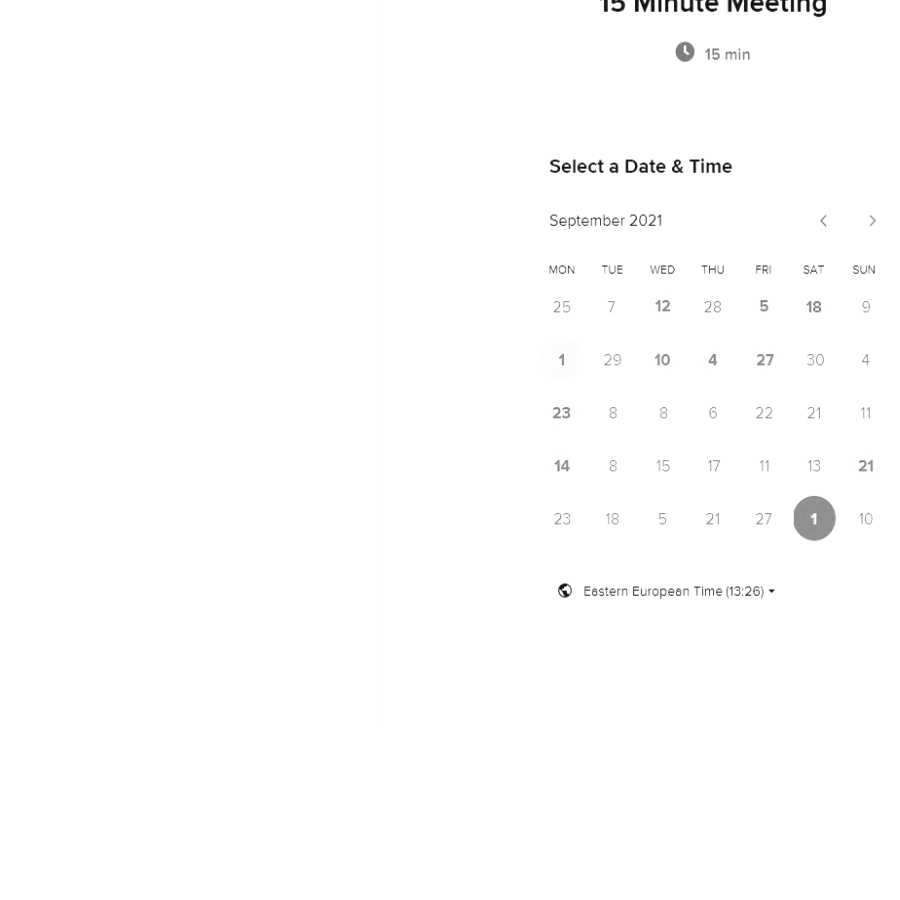 15 Minute Meeting
15 min
Select a Date & Time
September 2021
MON TUE WED THU FRI SAT SUN
25 7 12 28 5 18 9
1 29 10 4 27 30 4
23 8 8 6 22 21 11
14 8 15 17 11 13 21
23 18 5 21 27 1 10
Eastern European Time (13:26)